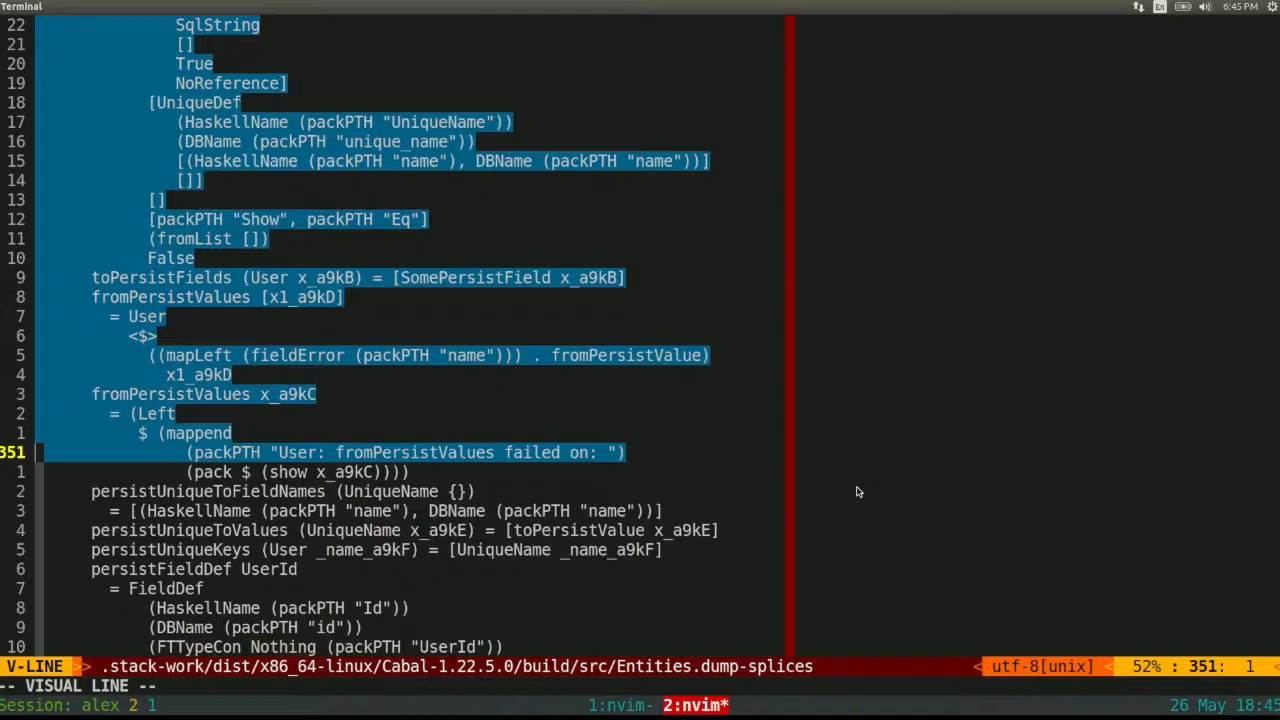 Terminal En 6:45 PM
22 SqlString
21 []
20 True
19 NoReference]
18 [UniqueDef
17 (HaskellName (packPTH "UniqueName"))
16 (DBName (packPTH "unique_name"))
15 [(HaskellName (packPTH "name"), DBName (packPTH "name"))]
14 []]
13 []
12 [packPTH "Show", packPTH "Eq"]
11 (fromList [])
10 False
9 toPersistFields (User x_a9kB) = [SomePersistField x_a9kB]
8 fromPersistValues [x1_a9kD]
7 = User
6 <$>
5 ((mapLeft (fieldError (packPTH "name"))) . fromPersistValue)
4 x1_a9kD
3 fromPersistValues x_a9kC
2 = (Left
1 $ (mappend
351 (packPTH "User: fromPersistValues failed on: ")
1 (pack $ (show x_a9kC))))
2 persistUniqueToFieldNames (UniqueName {})
3 = [(HaskellName (packPTH "name"), DBName (packPTH "name"))]
4 persistUniqueToValues (UniqueName x_a9kE) = [toPersistValue x_a9kE]
5 persistUniqueKeys (User _name_a9kF) = [UniqueName _name_a9kF]
6 persistFieldDef UserId
7 = FieldDef
8 (HaskellName (packPTH "Id"))
9 (DBName (packPTH "id"))
10 (FTTypeCon Nothing (packPTH "UserId"))
V-LINE >> .stack-work/dist/x86_64-linux/Cabal-1.22.5.0/build/src/Entities.dump-splices < utf-8[unix] < 52% : 351: 1
-- VISUAL LINE --
Session: alex 2 1 1:nvim- 2:nvim* 26 May 18:45